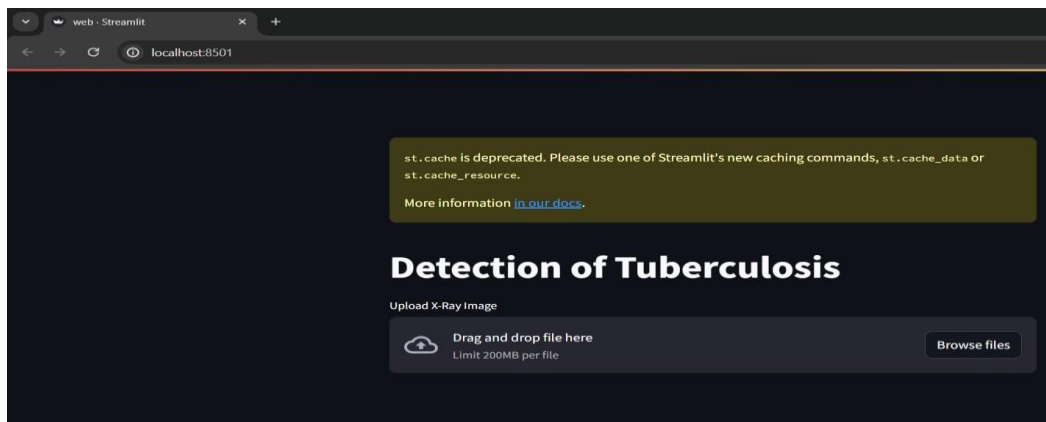 web · Streamlit
localhost:8501
st.cache is deprecated. Please use one of Streamlit's new caching commands, st.cache_data or
st.cache_resource.
More information in our docs.
Detection of Tuberculosis
Upload X-Ray Image
Drag and drop file here
Limit 200MB per file
Browse files